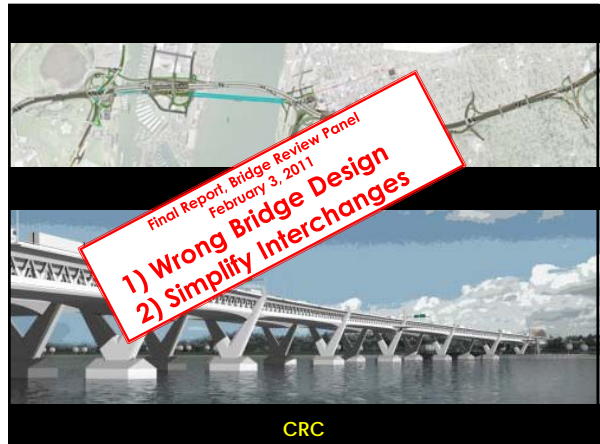 Final Report, Bridge Review Panel
February 3, 2011
1) Wrong Bridge Design
2) Simplify Interchanges
CRC